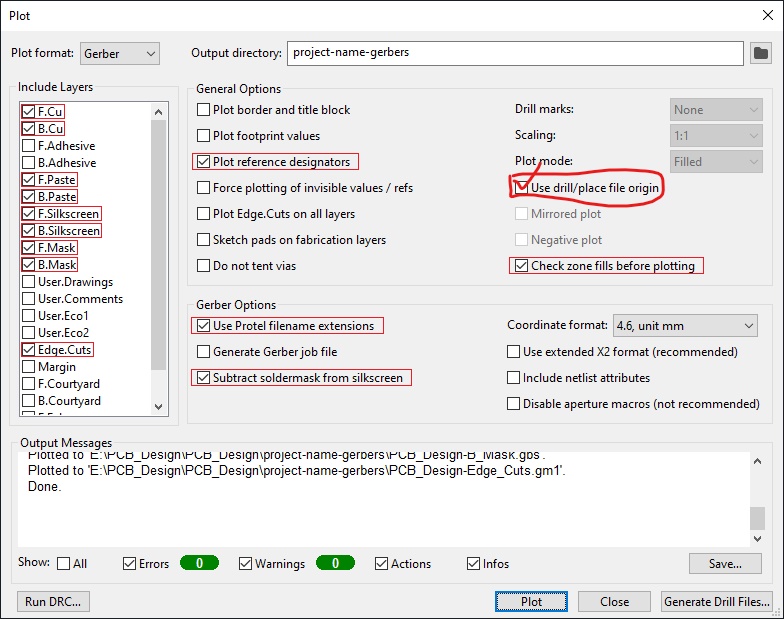 Plot
Plot format: Gerber
Output directory: project-name-gerbers
Include Layers
F.Cu
B.Cu
F.Adhesive
B.Adhesive
F.Paste
B.Paste
F.Silkscreen
B.Silkscreen
F.Mask
B.Mask
User.Drawings
User.Comments
User.Eco1
User.Eco2
Edge.Cuts
Margin
F.Courtyard
B.Courtyard
General Options
Plot border and title block
Plot footprint values
Plot reference designators
Force plotting of invisible values / refs
Plot Edge.Cuts on all layers
Sketch pads on fabrication layers
Do not tent vias
Drill marks: None
Scaling: 1:1
Plot mode: Filled
Use drill/place file origin
Mirrored plot
Negative plot
Check zone fills before plotting
Gerber Options
Use Protel filename extensions
Generate Gerber job file
Subtract soldermask from silkscreen
Coordinate format: 4.6, unit mm
Use extended X2 format (recommended)
Include netlist attributes
Disable aperture macros (not recommended)
Output Messages
Plotted to 'E:\PCB_Design\PCB_Design\project-name-gerbers\PCB_Design-B_Mask.gbs'.
Plotted to 'E:\PCB_Design\PCB_Design\project-name-gerbers\PCB_Design-Edge_Cuts.gm1'.
Done.
Show: All Errors 0 Warnings 0 Actions Infos Save...
Run DRC... Plot Close Generate Drill Files...